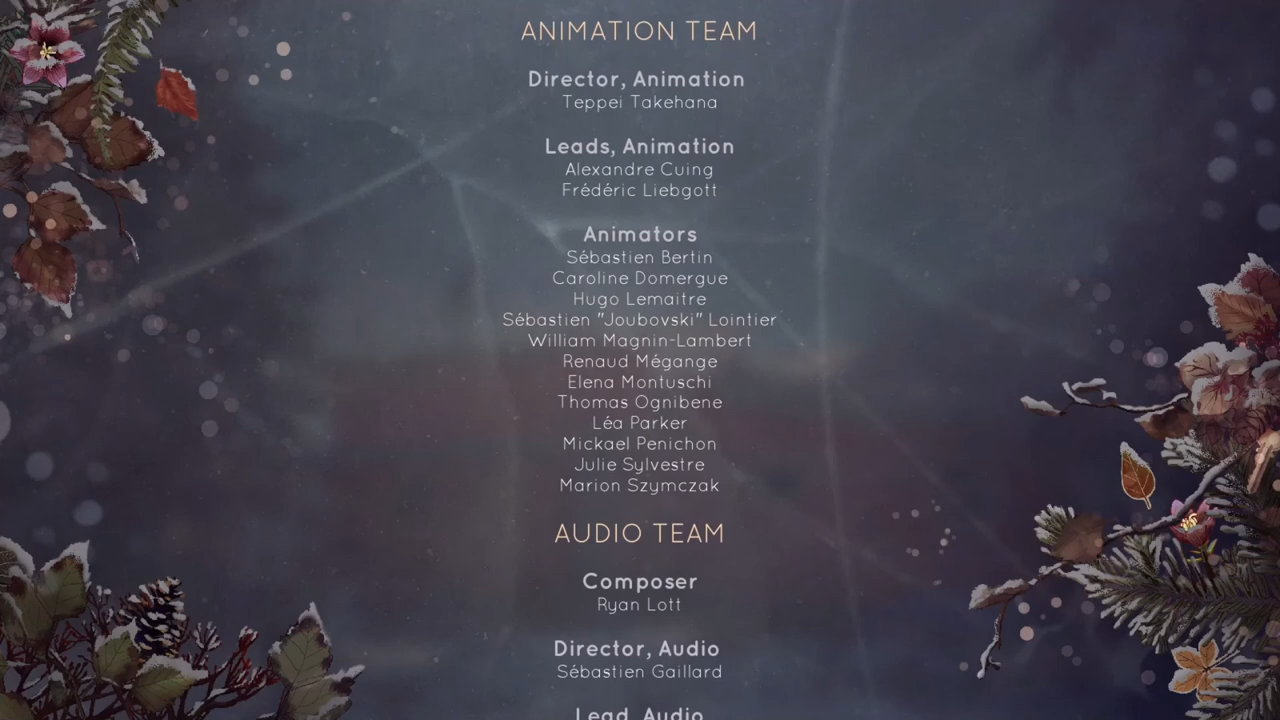 ANIMATION TEAM
Director, Animation
Teppei Takehana
Leads, Animation
Alexandre Cuing
Frédéric Liebgott
Animators
Sébastien Bertin
Caroline Domergue
Hugo Lemaitre
Sébastien "Joubovski" Lointier
William Magnin-Lambert
Renaud Mégange
Elena Montuschi
Thomas Ognibene
Léa Parker
Mickael Penichon
Julie Sylvestre
Marion Szymczak
AUDIO TEAM
Composer
Ryan Lott
Director, Audio
Sébastien Gaillard
Lead, Audio